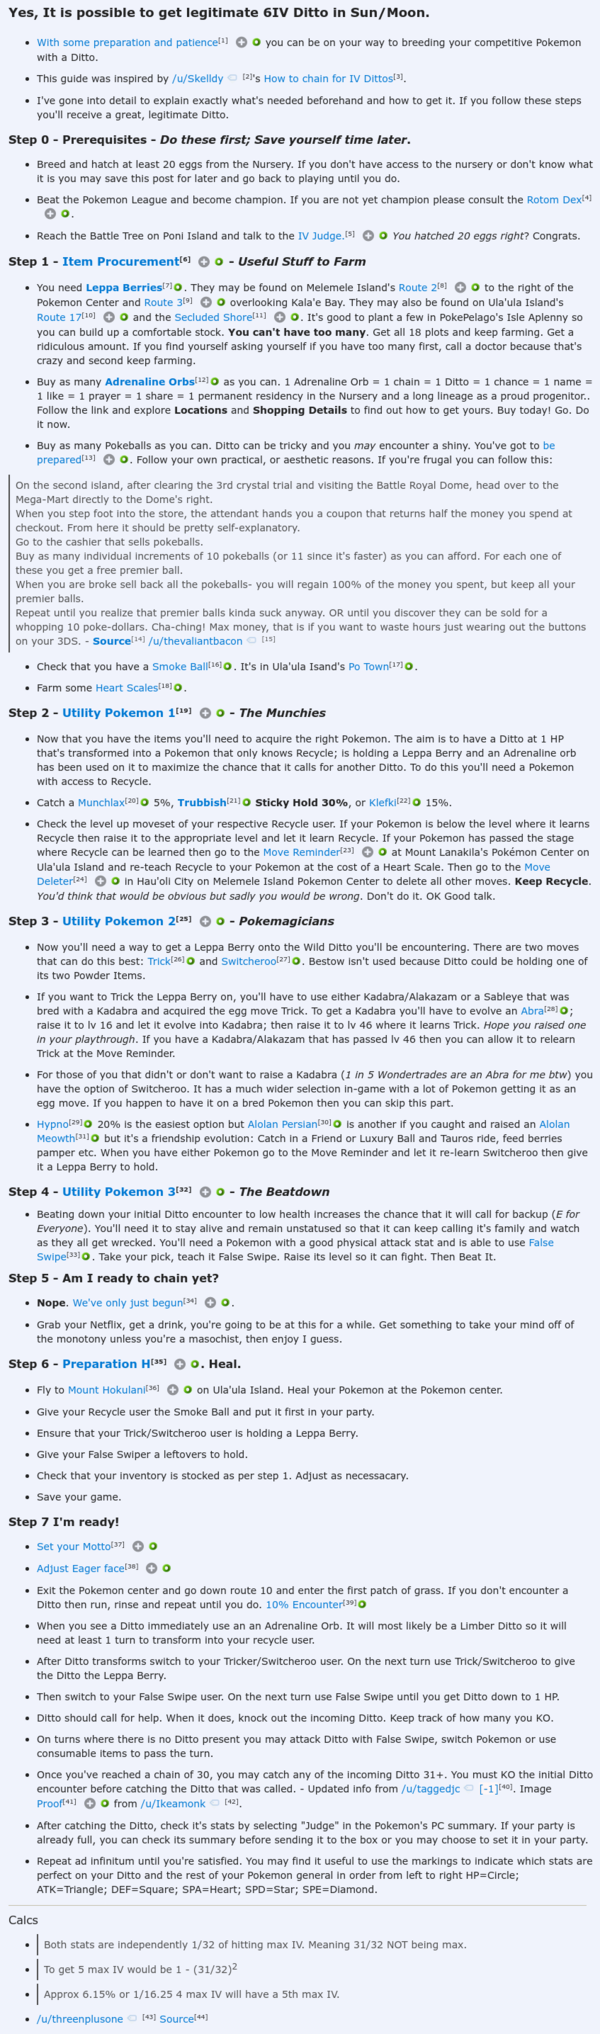 Yes, It is possible to get legitimate 6IV Ditto in Sun/Moon.
With some preparation and patience[1] you can be on your way to breeding your competitive Pokemon
with a Ditto.
This guide was inspired by /u/Skelldy [2]'s How to chain for IV Dittos[3].
I've gone into detail to explain exactly what's needed beforehand and how to get it. If you follow these steps
you'll receive a great, legitimate Ditto.
Step 0 - Prerequisites - Do these first; Save yourself time later.
Breed and hatch at least 20 eggs from the Nursery. If you don't have access to the nursery or don't know what
it is you may save this post for later and go back to playing until you do.
Beat the Pokemon League and become champion. If you are not yet champion please consult the Rotom Dex[4]
.
Reach the Battle Tree on Poni Island and talk to the IV Judge.[5] You hatched 20 eggs right? Congrats.
Step 1 - Item Procurement[6] - Useful Stuff to Farm
You need Leppa Berries[7]. They may be found on Melemele Island's Route 2[8] to the right of the
Pokemon Center and Route 3[9] overlooking Kala'e Bay. They may also be found on Ula'ula Island's
Route 17[10] and the Secluded Shore[11] . It's good to plant a few in PokePelago's Isle Aplenny so
you can build up a comfortable stock. You can't have too many. Get all 18 plots and keep farming. Get a
ridiculous amount. If you find yourself asking yourself if you have too many first, call a doctor because that's
crazy and second keep farming.
Buy as many Adrenaline Orbs[12] as you can. 1 Adrenaline Orb = 1 chain = 1 Ditto = 1 chance = 1 name =
1 like = 1 prayer = 1 share = 1 permanent residency in the Nursery and a long lineage as a proud progenitor..
Follow the link and explore Locations and Shopping Details to find out how to get yours. Buy today! Go. Do
it now.
Buy as many Pokeballs as you can. Ditto can be tricky and you may encounter a shiny. You've got to be
prepared[13] . Follow your own practical, or aesthetic reasons. If you're frugal you can follow this:
On the second island, after clearing the 3rd crystal trial and visiting the Battle Royal Dome, head over to the
Mega-Mart directly to the Dome's right.
When you step foot into the store, the attendant hands you a coupon that returns half the money you spend at
checkout. From here it should be pretty self-explanatory.
Go to the cashier that sells pokeballs.
Buy as many individual increments of 10 pokeballs (or 11 since it's faster) as you can afford. For each one of
these you get a free premier ball.
When you are broke sell back all the pokeballs- you will regain 100% of the money you spent, but keep all your
premier balls.
Repeat until you realize that premier balls kinda suck anyway. OR until you discover they can be sold for a
whopping 10 poke-dollars. Cha-ching! Max money, that is if you want to waste hours just wearing out the buttons
on your 3DS. - Source[14] /u/thevaliantbacon [15]
Check that you have a Smoke Ball[16]. It's in Ula'ula Isand's Po Town[17].
Farm some Heart Scales[18].
Step 2 - Utility Pokemon 1[19] - The Munchies
Now that you have the items you'll need to acquire the right Pokemon. The aim is to have a Ditto at 1 HP
that's transformed into a Pokemon that only knows Recycle; is holding a Leppa Berry and an Adrenaline orb
has been used on it to maximize the chance that it calls for another Ditto. To do this you'll need a Pokemon
with access to Recycle.
Catch a Munchlax[20] 5%, Trubbish[21] Sticky Hold 30%, or Klefki[22] 15%.
Check the level up moveset of your respective Recycle user. If your Pokemon is below the level where it learns
Recycle then raise it to the appropriate level and let it learn Recycle. If your Pokemon has passed the stage
where Recycle can be learned then go to the Move Reminder[23] at Mount Lanakila's Pokémon Center on
Ula'ula Island and re-teach Recycle to your Pokemon at the cost of a Heart Scale. Then go to the Move
Deleter[24] in Hau'oli City on Melemele Island Pokemon Center to delete all other moves. Keep Recycle.
You'd think that would be obvious but sadly you would be wrong. Don't do it. OK Good talk.
Step 3 - Utility Pokemon 2[25] - Pokemagicians
Now you'll need a way to get a Leppa Berry onto the Wild Ditto you'll be encountering. There are two moves
that can do this best: Trick[26] and Switcheroo[27]. Bestow isn't used because Ditto could be holding one of
its two Powder Items.
If you want to Trick the Leppa Berry on, you'll have to use either Kadabra/Alakazam or a Sableye that was
bred with a Kadabra and acquired the egg move Trick. To get a Kadabra you'll have to evolve an Abra[28];
raise it to lv 16 and let it evolve into Kadabra; then raise it to lv 46 where it learns Trick. Hope you raised one
in your playthrough. If you have a Kadabra/Alakazam that has passed lv 46 then you can allow it to relearn
Trick at the Move Reminder.
For those of you that didn't or don't want to raise a Kadabra (1 in 5 Wondertrades are an Abra for me btw) you
have the option of Switcheroo. It has a much wider selection in-game with a lot of Pokemon getting it as an
egg move. If you happen to have it on a bred Pokemon then you can skip this part.
Hypno[29] 20% is the easiest option but Alolan Persian[30] is another if you caught and raised an Alolan
Meowth[31] but it's a friendship evolution: Catch in a Friend or Luxury Ball and Tauros ride, feed berries
pamper etc. When you have either Pokemon go to the Move Reminder and let it re-learn Switcheroo then give
it a Leppa Berry to hold.
Step 4 - Utility Pokemon 3[32] - The Beatdown
Beating down your initial Ditto encounter to low health increases the chance that it will call for backup (E for
Everyone). You'll need it to stay alive and remain unstatused so that it can keep calling it's family and watch
as they all get wrecked. You'll need a Pokemon with a good physical attack stat and is able to use False
Swipe[33]. Take your pick, teach it False Swipe. Raise its level so it can fight. Then Beat It.
Step 5 - Am I ready to chain yet?
Nope. We've only just begun[34] .
Grab your Netflix, get a drink, you're going to be at this for a while. Get something to take your mind off of
the monotony unless you're a masochist, then enjoy I guess.
Step 6 - Preparation H[35] . Heal.
Fly to Mount Hokulani[36] on Ula'ula Island. Heal your Pokemon at the Pokemon center.
Give your Recycle user the Smoke Ball and put it first in your party.
Ensure that your Trick/Switcheroo user is holding a Leppa Berry.
Give your False Swiper a leftovers to hold.
Check that your inventory is stocked as per step 1. Adjust as necessacary.
Save your game.
Step 7 I'm ready!
Set your Motto[37]
Adjust Eager face[38]
Exit the Pokemon center and go down route 10 and enter the first patch of grass. If you don't encounter a
Ditto then run, rinse and repeat until you do. 10% Encounter[39]
When you see a Ditto immediately use an an Adrenaline Orb. It will most likely be a Limber Ditto so it will
need at least 1 turn to transform into your recycle user.
After Ditto transforms switch to your Tricker/Switcheroo user. On the next turn use Trick/Switcheroo to give
the Ditto the Leppa Berry.
Then switch to your False Swipe user. On the next turn use False Swipe until you get Ditto down to 1 HP.
Ditto should call for help. When it does, knock out the incoming Ditto. Keep track of how many you KO.
On turns where there is no Ditto present you may attack Ditto with False Swipe, switch Pokemon or use
consumable items to pass the turn.
Once you've reached a chain of 30, you may catch any of the incoming Ditto 31+. You must KO the initial Ditto
encounter before catching the Ditto that was called. - Updated info from /u/taggedjc [-1][40]. Image
Proof[41] from /u/Ikeamonk [42].
After catching the Ditto, check it's stats by selecting "Judge" in the Pokemon's PC summary. If your party is
already full, you can check its summary before sending it to the box or you may choose to set it in your party.
Repeat ad infinitum until you're satisfied. You may find it useful to use the markings to indicate which stats are
perfect on your Ditto and the rest of your Pokemon general in order from left to right HP=Circle;
ATK=Triangle; DEF=Square; SPA=Heart; SPD=Star; SPE=Diamond.
Calcs
Both stats are independently 1/32 of hitting max IV. Meaning 31/32 NOT being max.
To get 5 max IV would be 1 - (31/32)2
Approx 6.15% or 1/16.25 4 max IV will have a 5th max IV.
/u/threenplusone [43] Source[44]